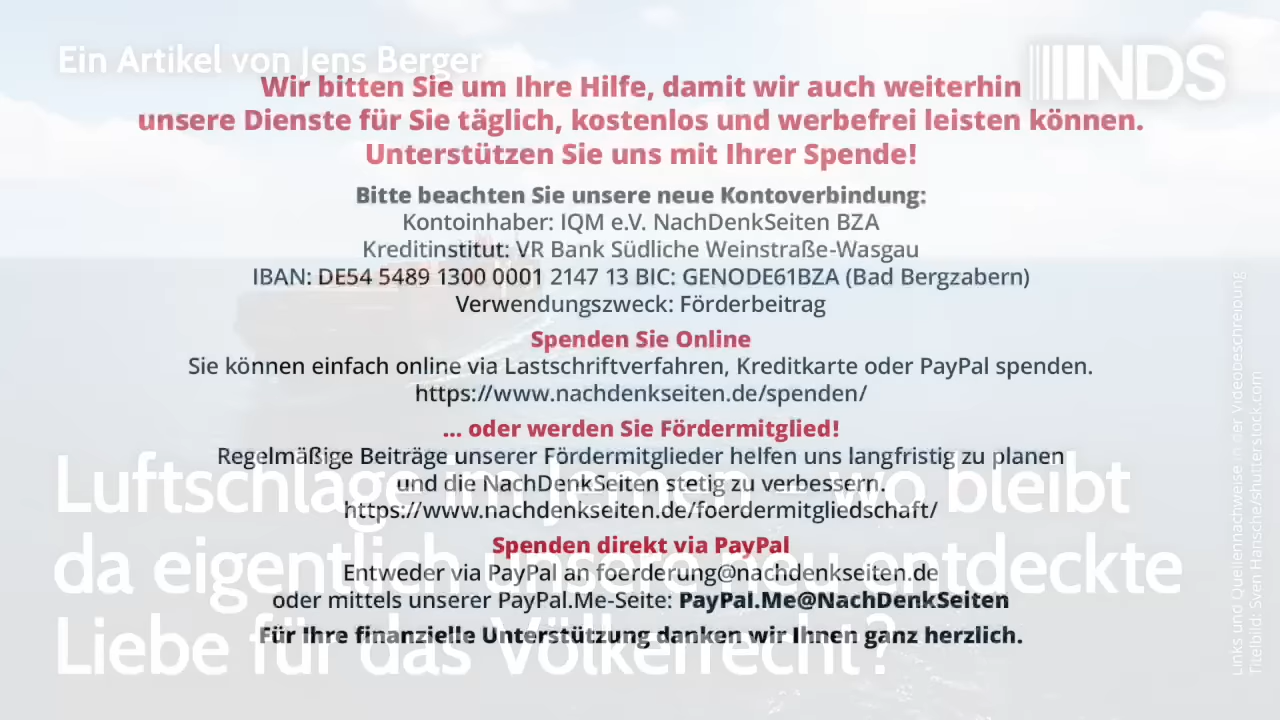 Ein Artikel von Jens Berger
NDS
Wir bitten Sie um Ihre Hilfe, damit wir auch weiterhin
unsere Dienste für Sie täglich, kostenlos und werbefrei leisten können.
Unterstützen Sie uns mit Ihrer Spende!
Bitte beachten Sie unsere neue Kontoverbindung:
Kontoinhaber: IQM e.V. NachDenkSeiten BZA
Kreditinstitut: VR Bank Südliche Weinstraße-Wasgau
IBAN: DE54 5489 1300 0001 2147 13 BIC: GENODE61BZA (Bad Bergzabern)
Verwendungszweck: Förderbeitrag
Spenden Sie Online
Sie können einfach online via Lastschriftverfahren, Kreditkarte oder PayPal spenden.
https://www.nachdenkseiten.de/spenden/
... oder werden Sie Fördermitglied!
Regelmäßige Beiträge unserer Fördermitglieder helfen uns langfristig zu planen
und die NachDenkSeiten stetig zu verbessern.
https://www.nachdenkseiten.de/foerdermitgliedschaft/
Spenden direkt via PayPal
Entweder via PayPal an foerderung@nachdenkseiten.de
oder mittels unserer PayPal.Me-Seite: PayPal.Me@NachDenkSeiten
Für Ihre finanzielle Unterstützung danken wir Ihnen ganz herzlich.
Luftschläge im Jemen – wo bleibt
da eigentlich unsere neu entdeckte
Liebe für das Völkerrecht?
Links und Quellennachweise in der Videobeschreibung
Titelbild: Sven Hansche/shutterstock.com